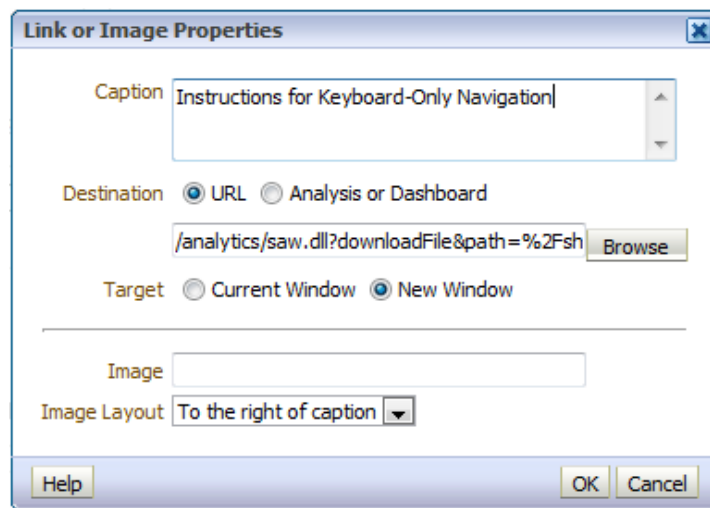 Link or Image Properties
Caption Instructions for Keyboard-Only Navigation
Destination URL Analysis or Dashboard
/analytics/saw.dll?downloadFile&path=%2Fsh Browse
Target Current Window New Window
Image
Image Layout To the right of caption
Help OK Cancel